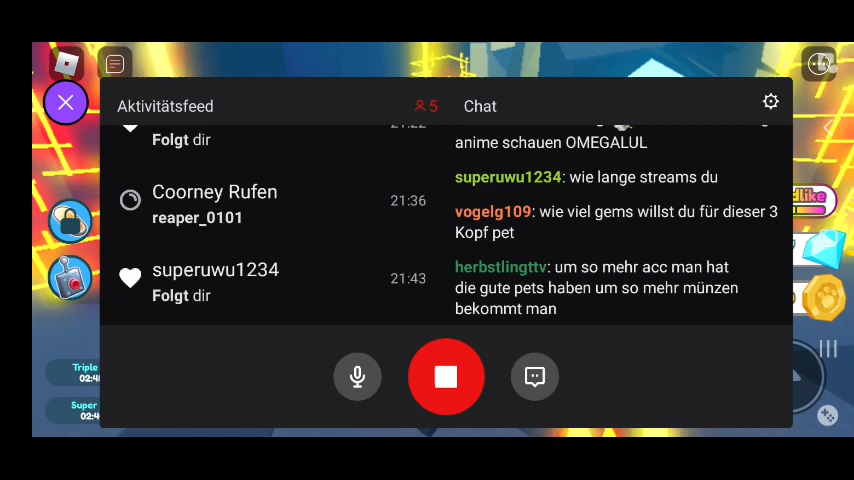 Aktivitätsfeed
5
Chat
Folgt dir
anime schauen OMEGALUL
superuwu1234: wie lange streams du
Coorney Rufen
reaper_0101
21:36
vogelg109: wie viel gems willst du für dieser 3
Kopf pet
superuwu1234
Folgt dir
21:43
herbstlingttv: um so mehr acc man hat
die gute pets haben um so mehr münzen
bekommt man
Triple
Super